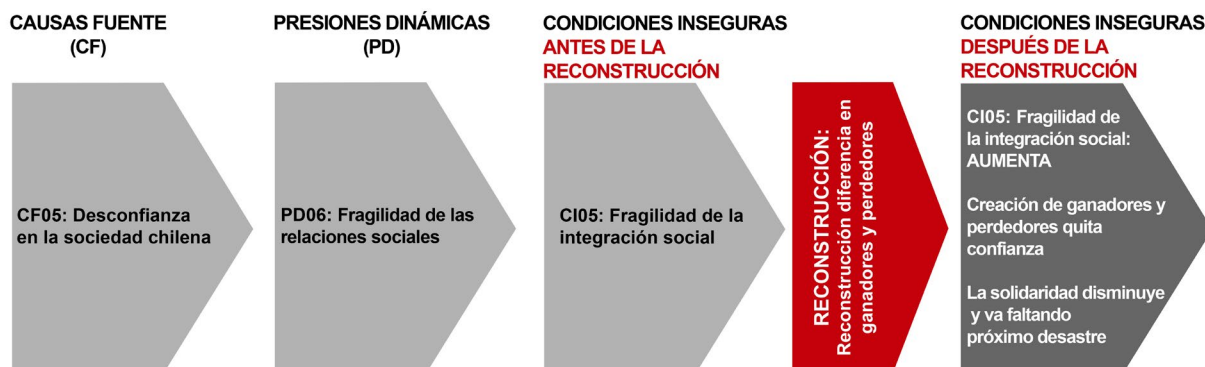 CAUSAS FUENTE
(CF)
CF05: Desconfianza
en la sociedad chilena
PRESIONES DINÁMICAS
(PD)
PD06: Fragilidad de las
relaciones sociales
CONDICIONES INSEGURAS
ANTES DE LA
RECONSTRUCCIÓN
CI05: Fragilidad de la
integración social
RECONSTRUCCIÓN:
Reconstrucción diferencia en
ganadores y perdedores
CONDICIONES INSEGURAS
DESPUÉS DE LA
RECONSTRUCCIÓN
CI05: Fragilidad de
la integración social:
AUMENTA
Creación de ganadores y
perdedores quita
confianza
La solidaridad disminuye
y va faltando
próximo desastre